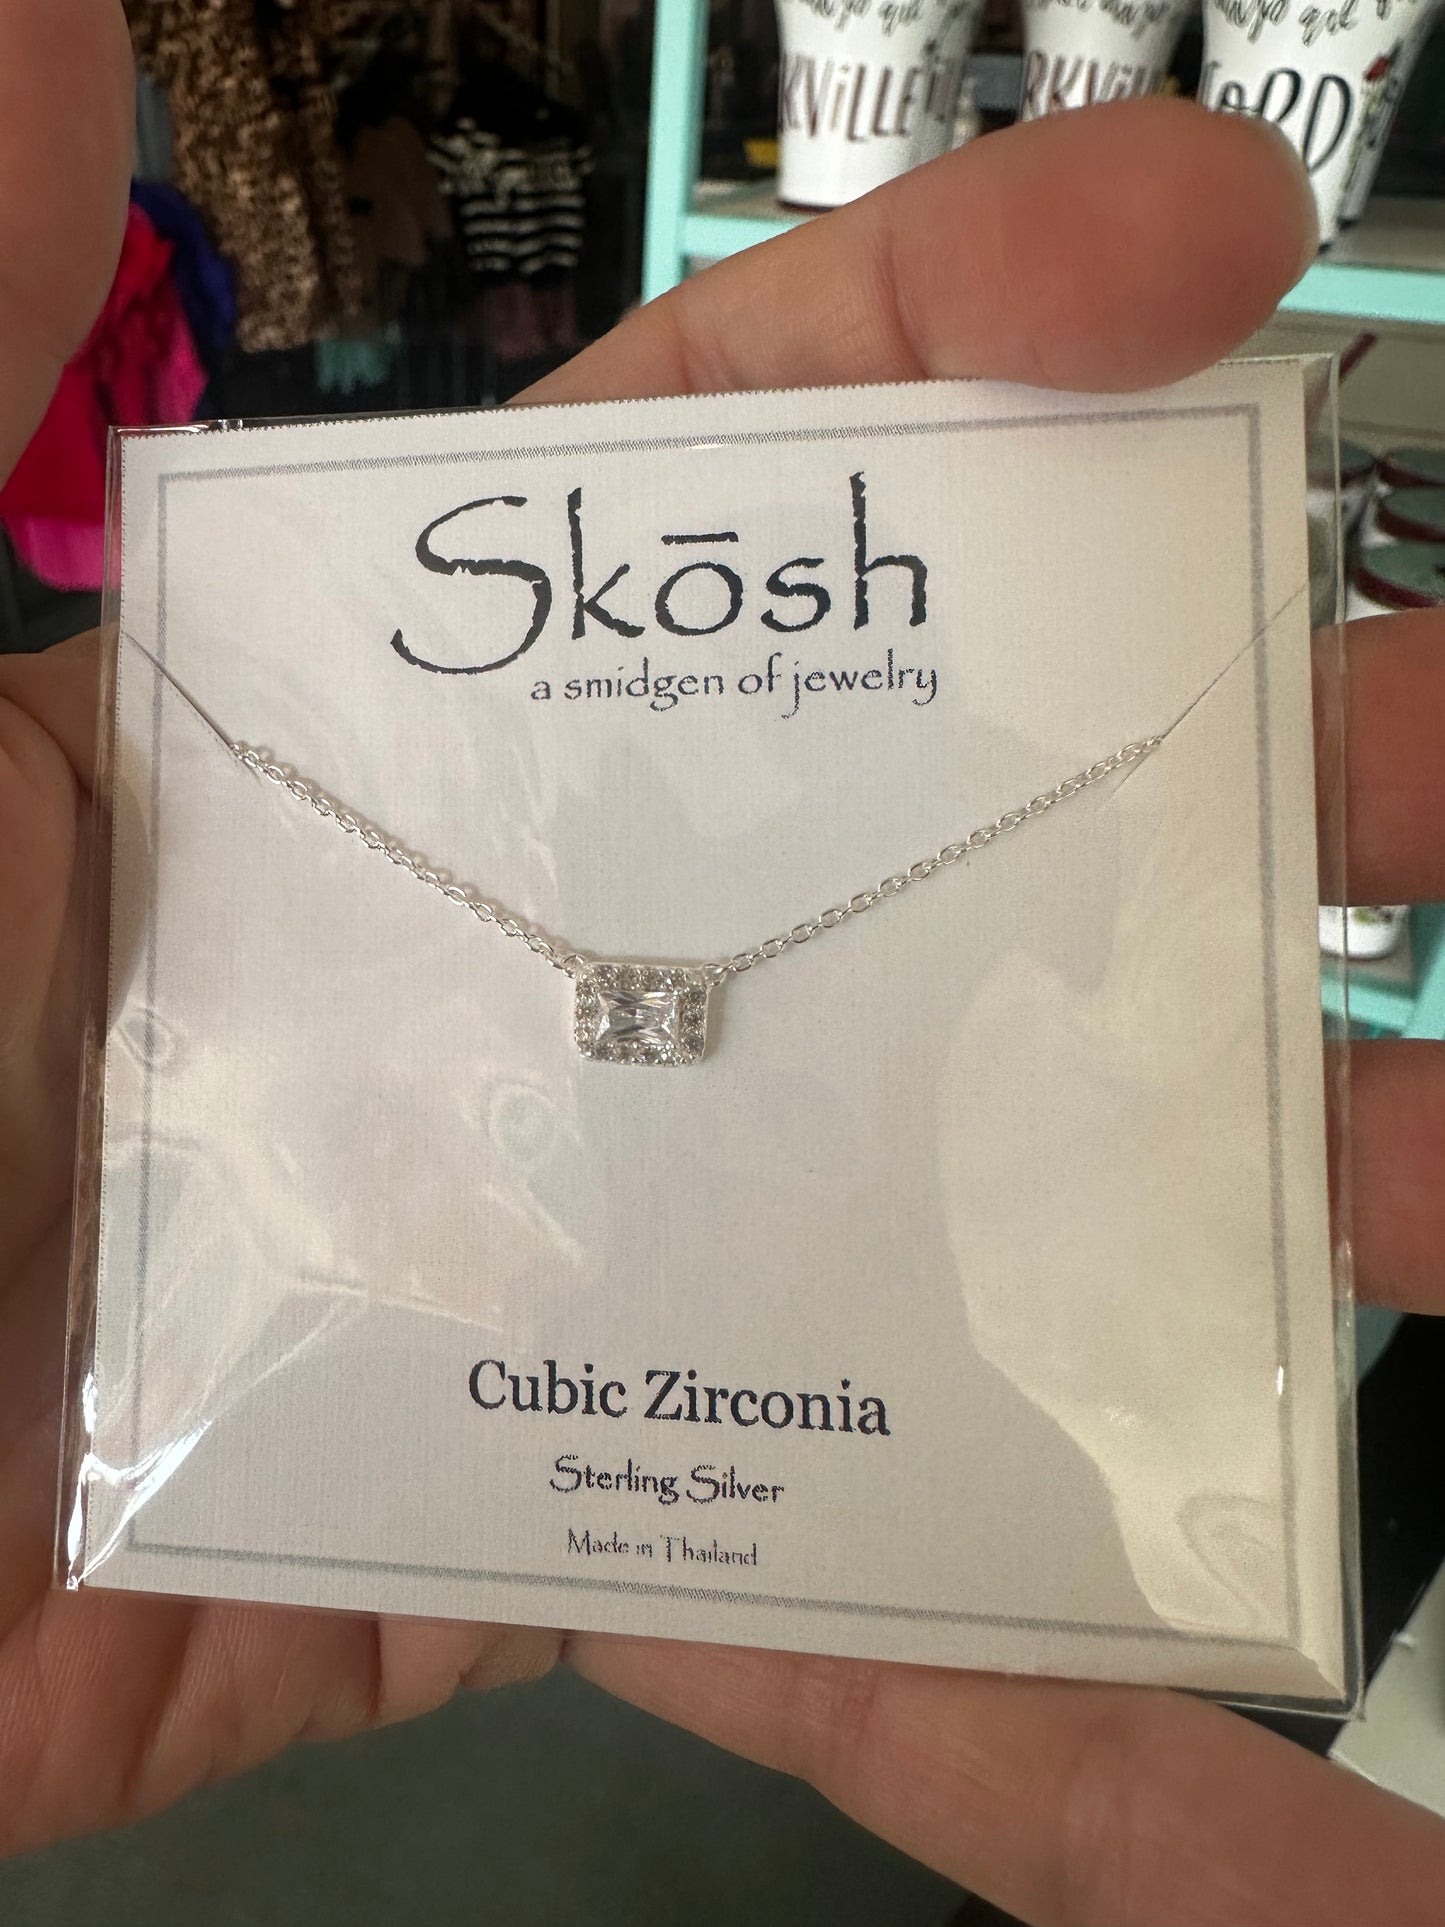 Skōsh
a smidgen of jewelry
Cubic Zirconia
Sterling Silver
Made in Thailand